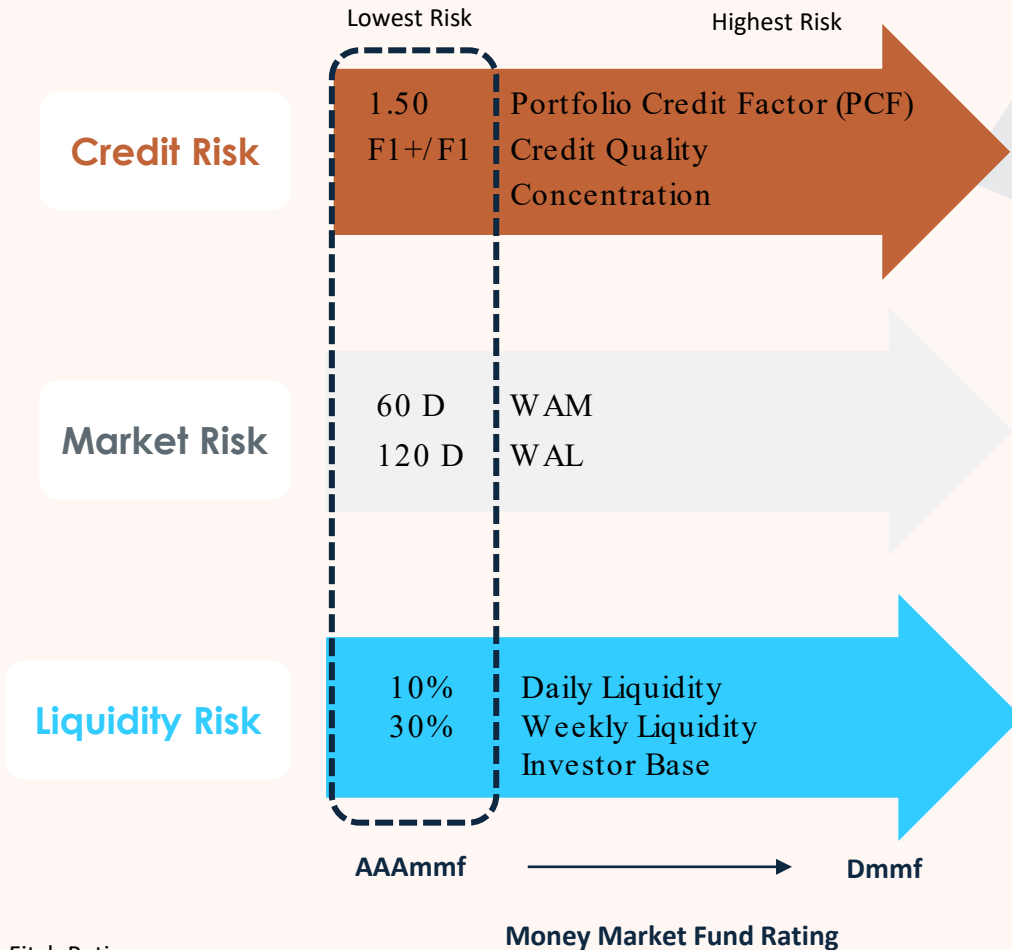 Lowest Risk
Highest Risk
Credit Risk
1.50 Portfolio Credit Factor (PCF)
F1+/F1 Credit Quality
Concentration
Market Risk
60 D WAM
120 D WAL
Liquidity Risk
10% Daily Liquidity
30% Weekly Liquidity
Investor Base
AAAmmf
Dmmf
Money Market Fund Rating